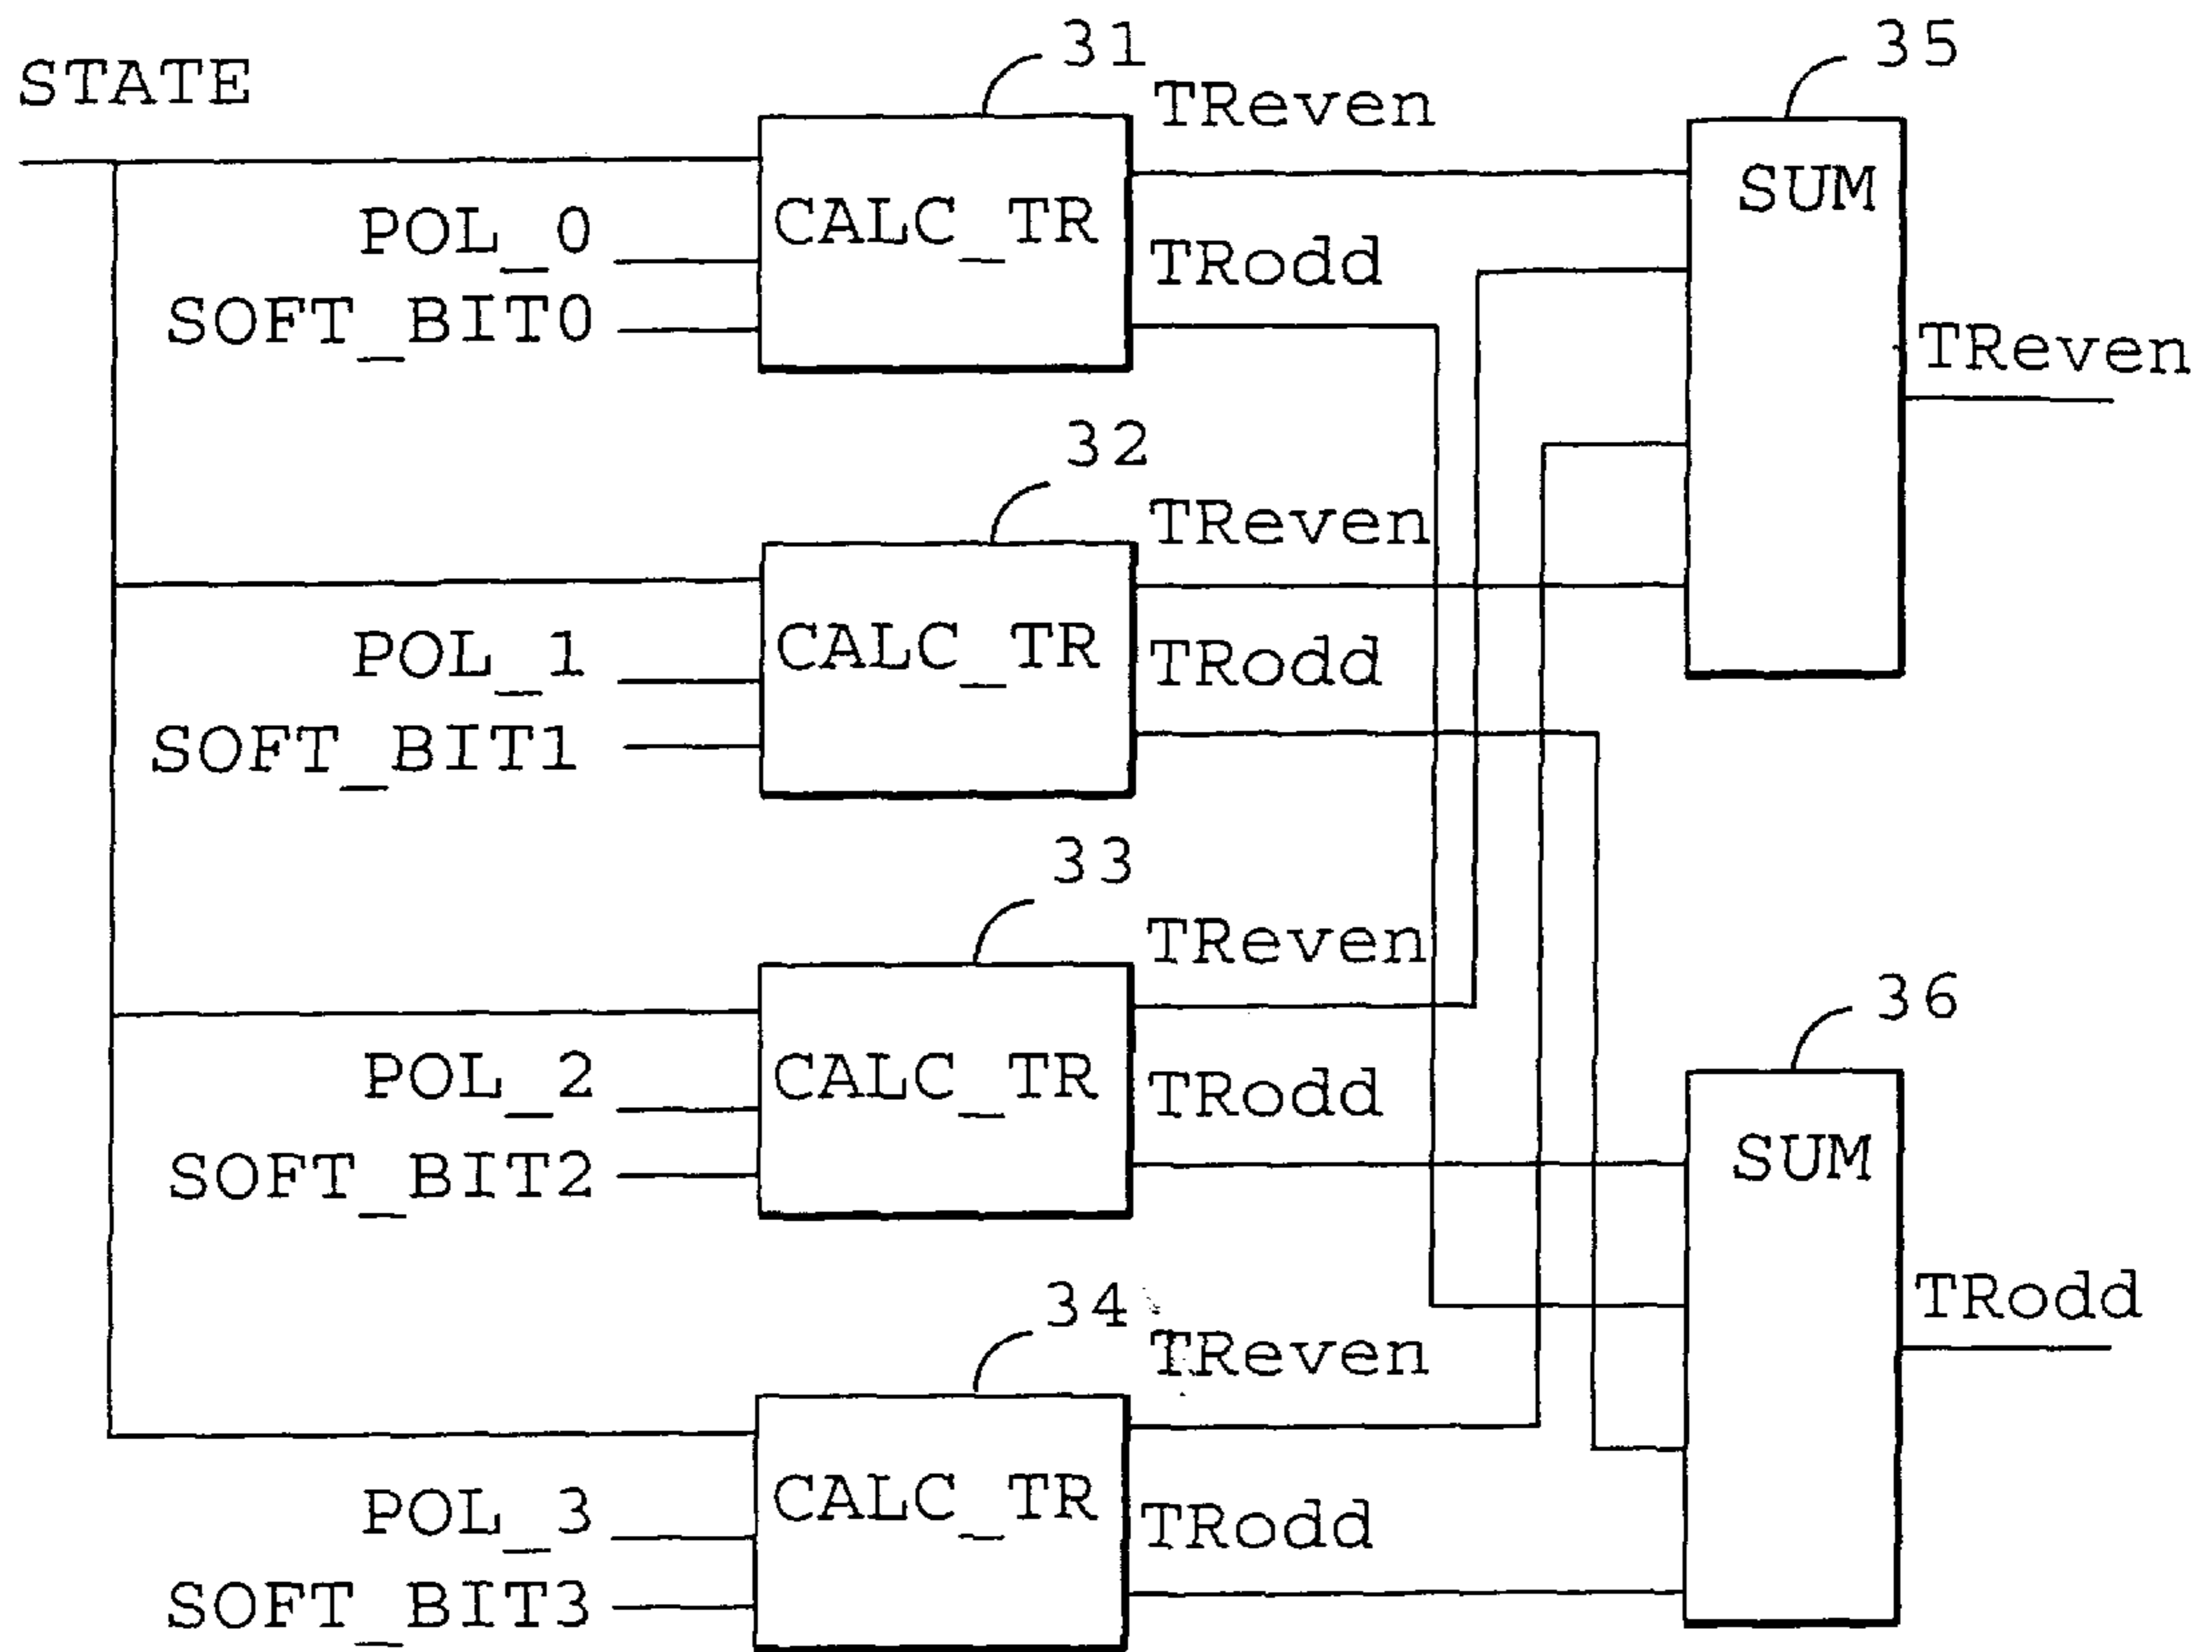 STATE
31
TReven
35
CALC_TR
SUM
POL_0
TRodd
SOFT_BIT0
TReven
32
TReven
CALC_TR
POL_1
TRodd
SOFT_BIT1
33
TReven
36
CALC_TR
POL_2
TRodd
SUM
SOFT_BIT2
34
TReven
TRodd
CALC_TR
POL_3
TRodd
SOFT_BIT3